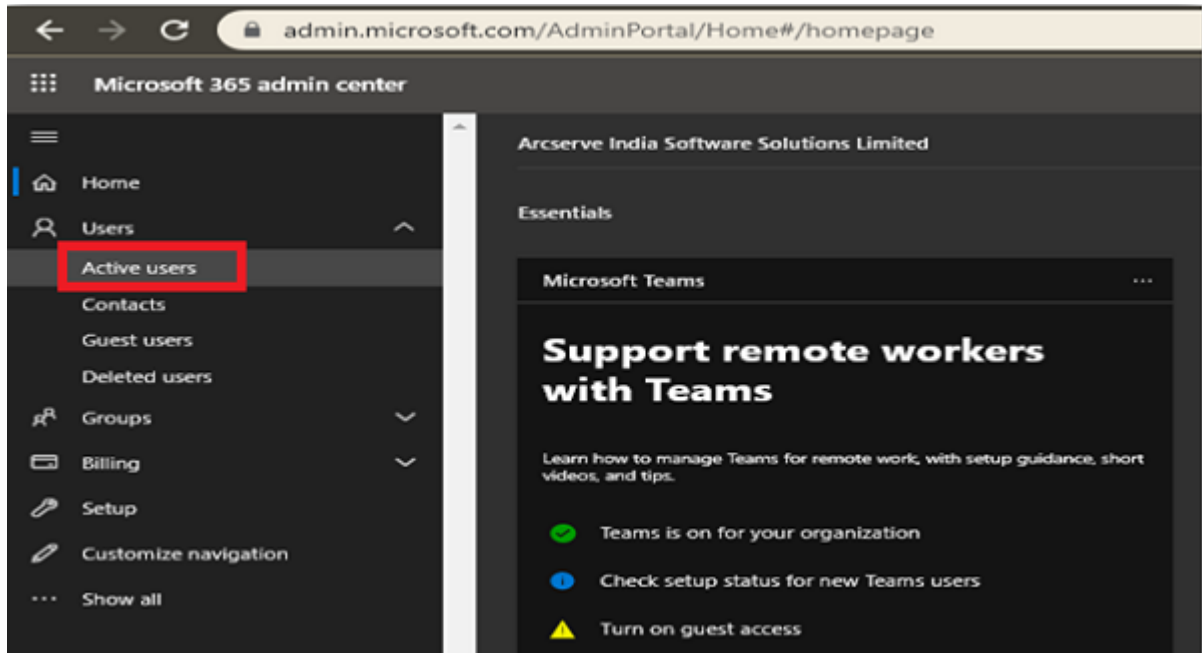 admin.microsoft.com/AdminPortal/Home#/homepage
Microsoft 365 admin center
Home
Users
Active users
Contacts
Guest users
Deleted users
Groups
Billing
Setup
Customize navigation
Show all
Arcserve India Software Solutions Limited
Essentials
Microsoft Teams
Support remote workers
with Teams
Learn how to manage Teams for remote work, with setup guidance, short
videos, and tips.
Teams is on for your organization
Check setup status for new Teams users
Turn on guest access